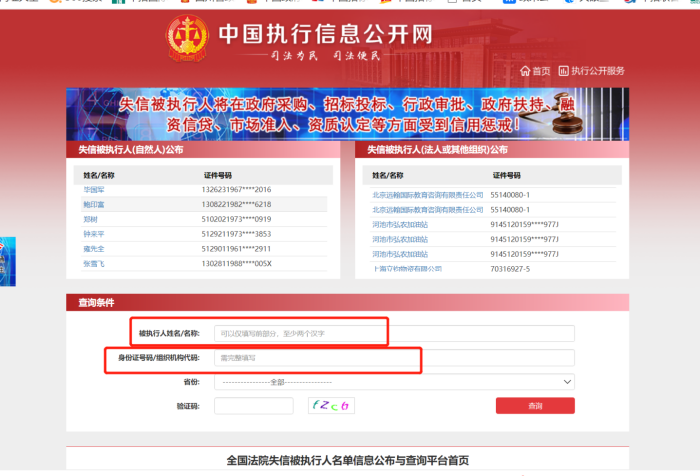 中国执行信息公开网
司法为民 司法便民
首页 执行公开服务
失信被执行人将在政府采购、招标投标、行政审批、政府扶持、融
资信贷、市场准入、资质认定等方面受到信用惩戒!
失信被执行人(自然人)公布
姓名/名称 证件号码
华国军 1326231967****2016
鲍印富 1308221982****6218
郑树 5102021973****0919
钟来平 5129211973****3853
雍先全 5129011961****2911
张富飞 1302811988****005X
失信被执行人(法人或其他组织)公布
姓名/名称 证件号码
北京远翰国际教育咨询有限责任公司 55140080-1
北京远翰国际教育咨询有限责任公司 55140080-1
河池市弘农加油站 9145120159****977J
河池市弘农加油站 9145120159****977J
河池市弘农加油站 9145120159****977J
上海立钧物资有限公司 70316927-5
查询条件
被执行人姓名/名称: 可以仅填写前部分,至少两个汉字
身份证号码/组织机构代码: 需完整填写
省份: ----------------全部----------------
验证码: fZcb 查询
全国法院失信被执行人名单信息公布与查询平台首页